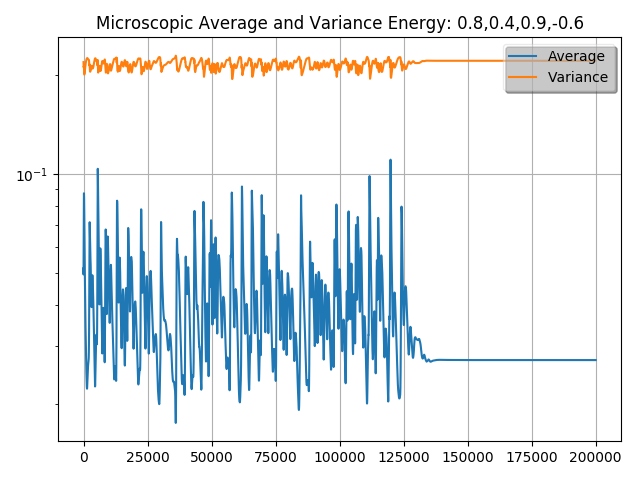 Microscopic Average and Variance Energy: 0.8,0.4,0.9,-0.6
Average
Variance
10⁻¹
0 25000 50000 75000 100000 125000 150000 175000 200000